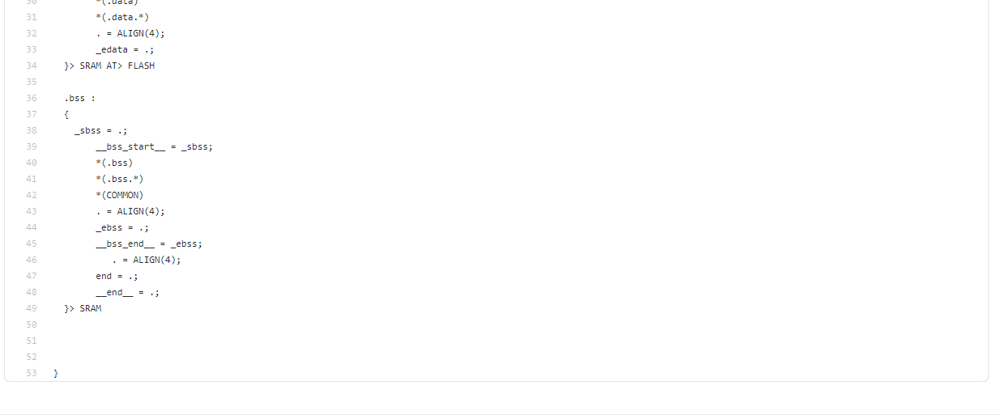 30 *(.data)
31 *(.data.*)
32 . = ALIGN(4);
33 _edata = .;
34 }> SRAM AT> FLASH
35
36 .bss :
37 {
38 _sbss = .;
39 __bss_start__ = _sbss;
40 *(.bss)
41 *(.bss.*)
42 *(COMMON)
43 . = ALIGN(4);
44 _ebss = .;
45 __bss_end__ = _ebss;
46 . = ALIGN(4);
47 end = .;
48 __end__ = .;
49 }> SRAM
50
51
52
53 }